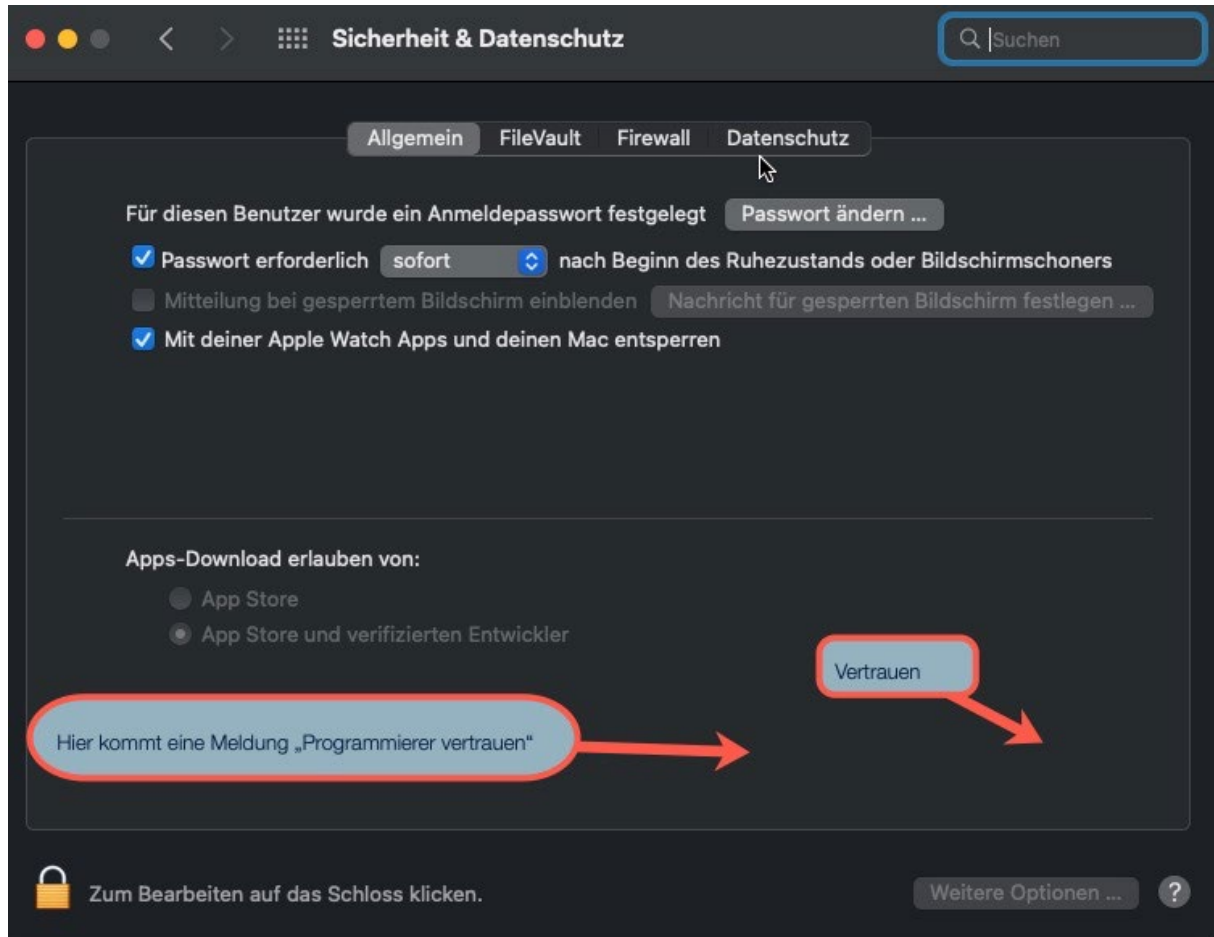 Sicherheit & Datenschutz
Suchen
Allgemein FileVault Firewall Datenschutz
Für diesen Benutzer wurde ein Anmeldepasswort festgelegt Passwort ändern ...
Passwort erforderlich sofort nach Beginn des Ruhezustands oder Bildschirmschoners
Mitteilung bei gesperrtem Bildschirm einblenden Nachricht für gesperrten Bildschirm festlegen ...
Mit deiner Apple Watch Apps und deinen Mac entsperren
Apps-Download erlauben von:
App Store
App Store und verifizierten Entwickler
Vertrauen
Hier kommt eine Meldung „Programmierer vertrauen“
Zum Bearbeiten auf das Schloss klicken.
Weitere Optionen ... ?